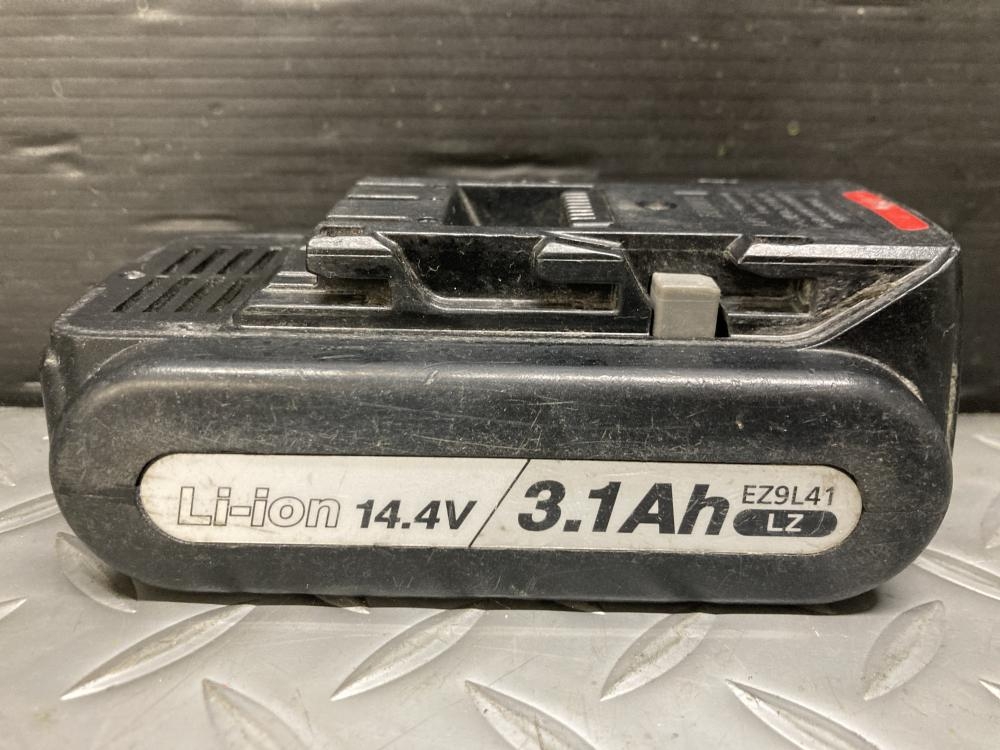 Li-ion 14.4V / 3.1Ah EZ9L41
LZ